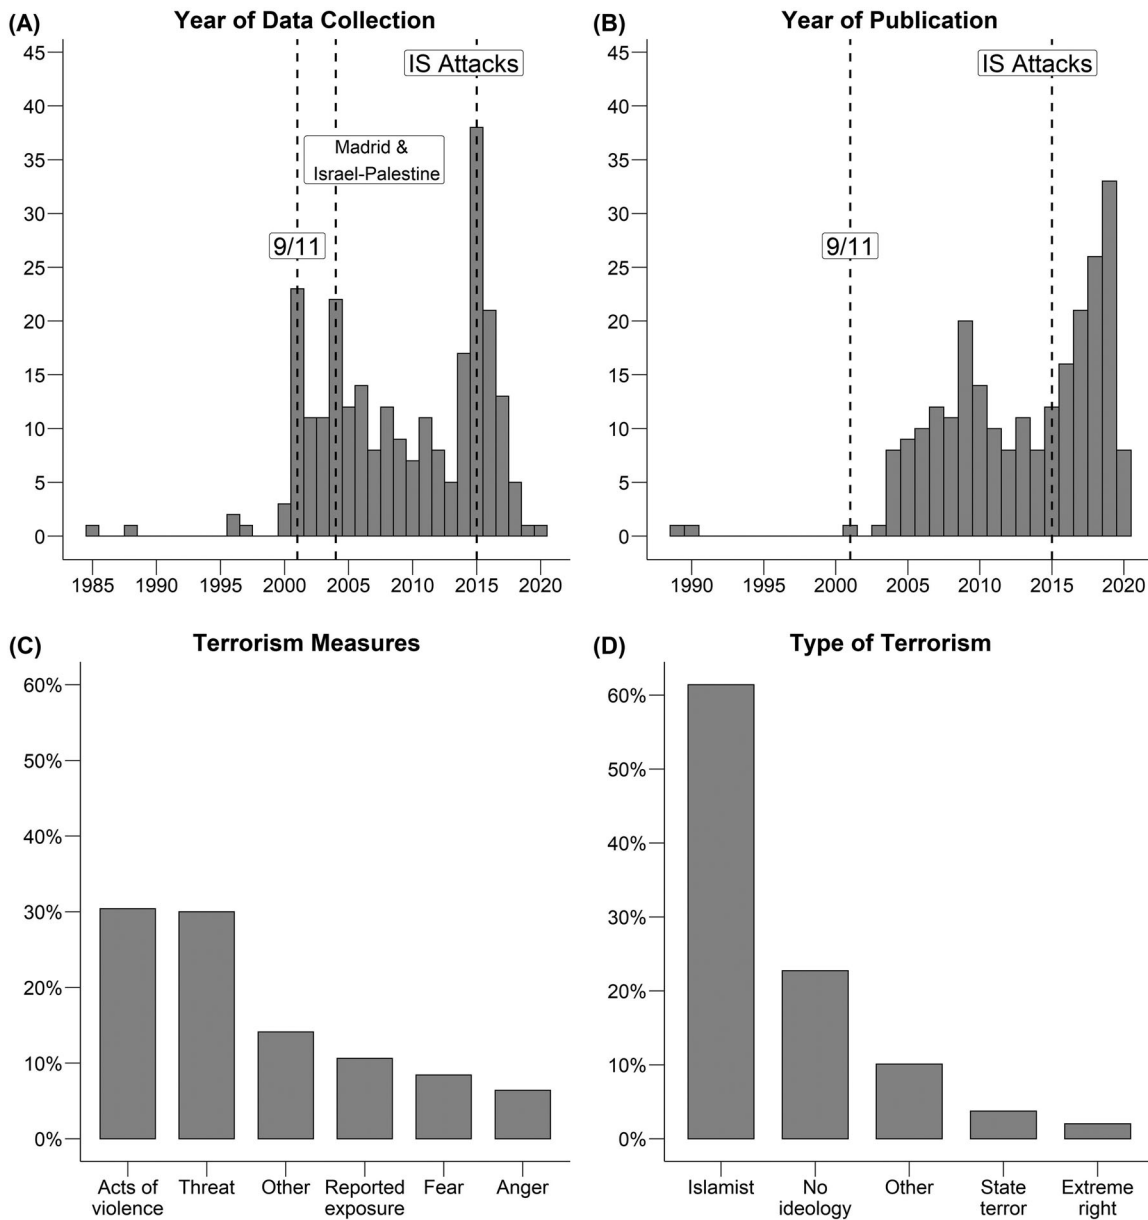 (A) Year of Data Collection
45
40
35
30
25
20
15
10
5
0
IS Attacks
Madrid &
Israel-Palestine
9/11
1985 1990 1995 2000 2005 2010 2015 2020
(B) Year of Publication
45
40
35
30
25
20
15
10
5
0
IS Attacks
9/11
1990 1995 2000 2005 2010 2015 2020
(C) Terrorism Measures
60%
50%
40%
30%
20%
10%
0%
Acts of Threat Other Reported Fear Anger
violence exposure
(D) Type of Terrorism
60%
50%
40%
30%
20%
10%
0%
Islamist No Other State Extreme
ideology terror right